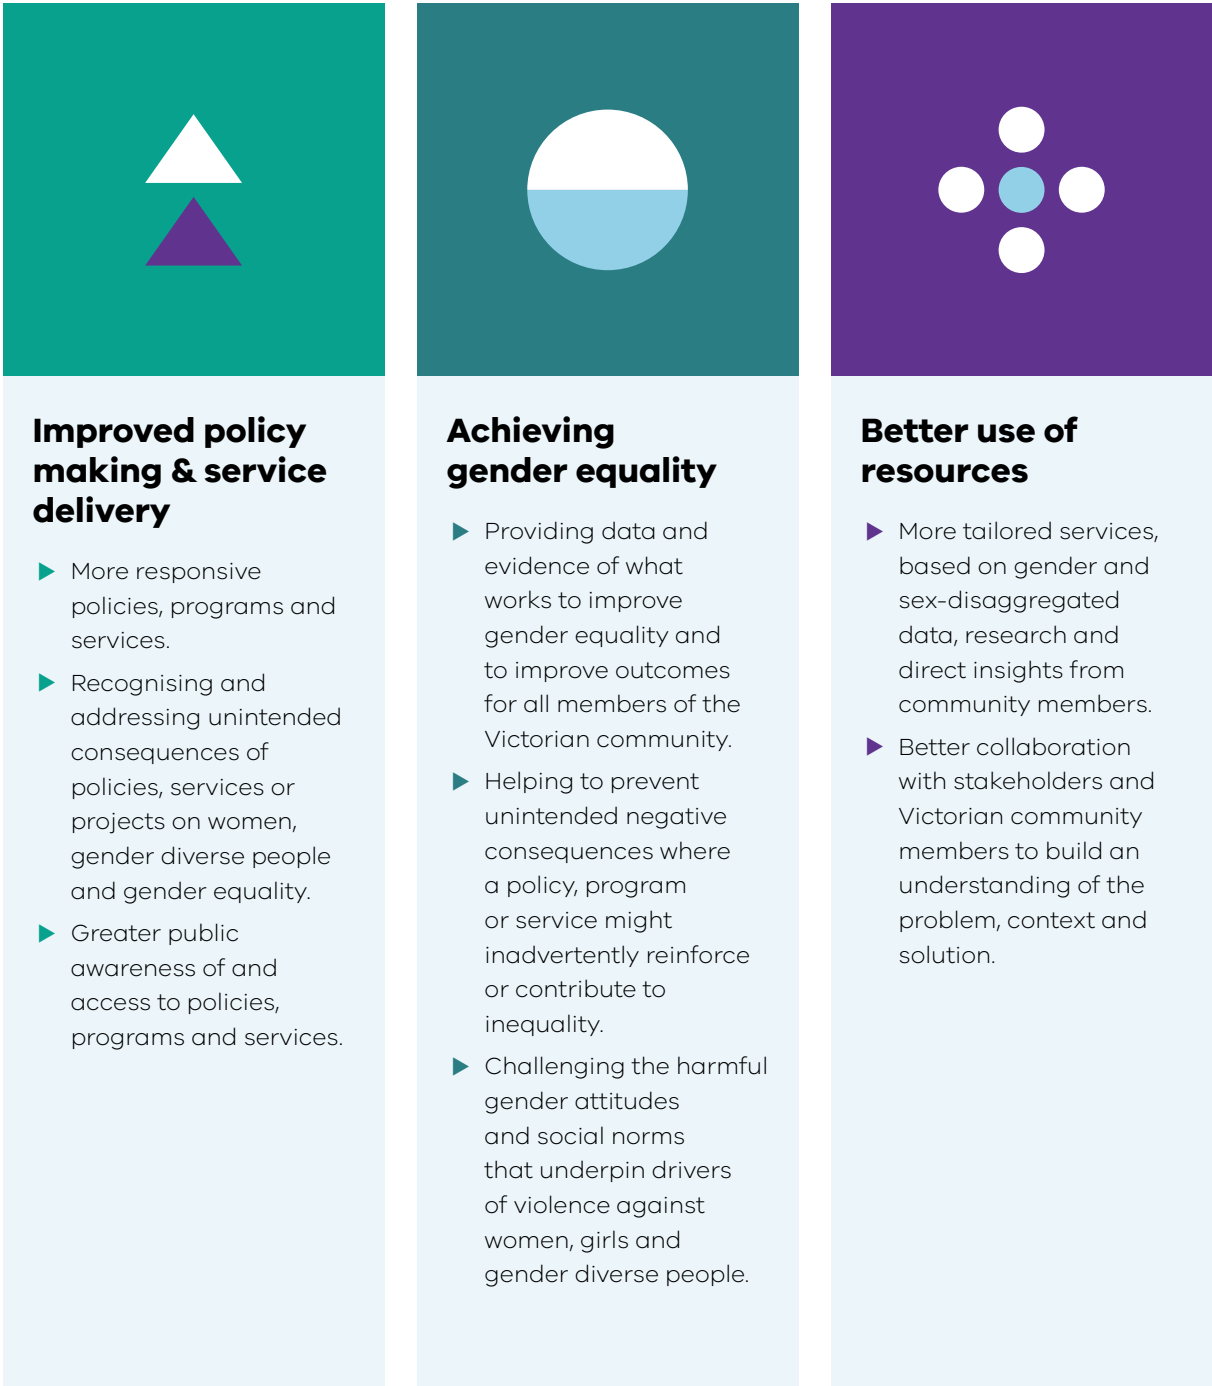 Improved policy
making & service
delivery
More responsive
policies, programs and
services.
Recognising and
addressing unintended
consequences of
policies, services or
projects on women,
gender diverse people
and gender equality.
Greater public
awareness of and
access to policies,
programs and services.
Achieving
gender equality
Providing data and
evidence of what
works to improve
gender equality and
to improve outcomes
for all members of the
Victorian community.
Helping to prevent
unintended negative
consequences where
a policy, program
or service might
inadvertently reinforce
or contribute to
inequality.
Challenging the harmful
gender attitudes
and social norms
that underpin drivers
of violence against
women, girls and
gender diverse people.
Better use of
resources
More tailored services,
based on gender and
sex-disaggregated
data, research and
direct insights from
community members.
Better collaboration
with stakeholders and
Victorian community
members to build an
understanding of the
problem, context and
solution.